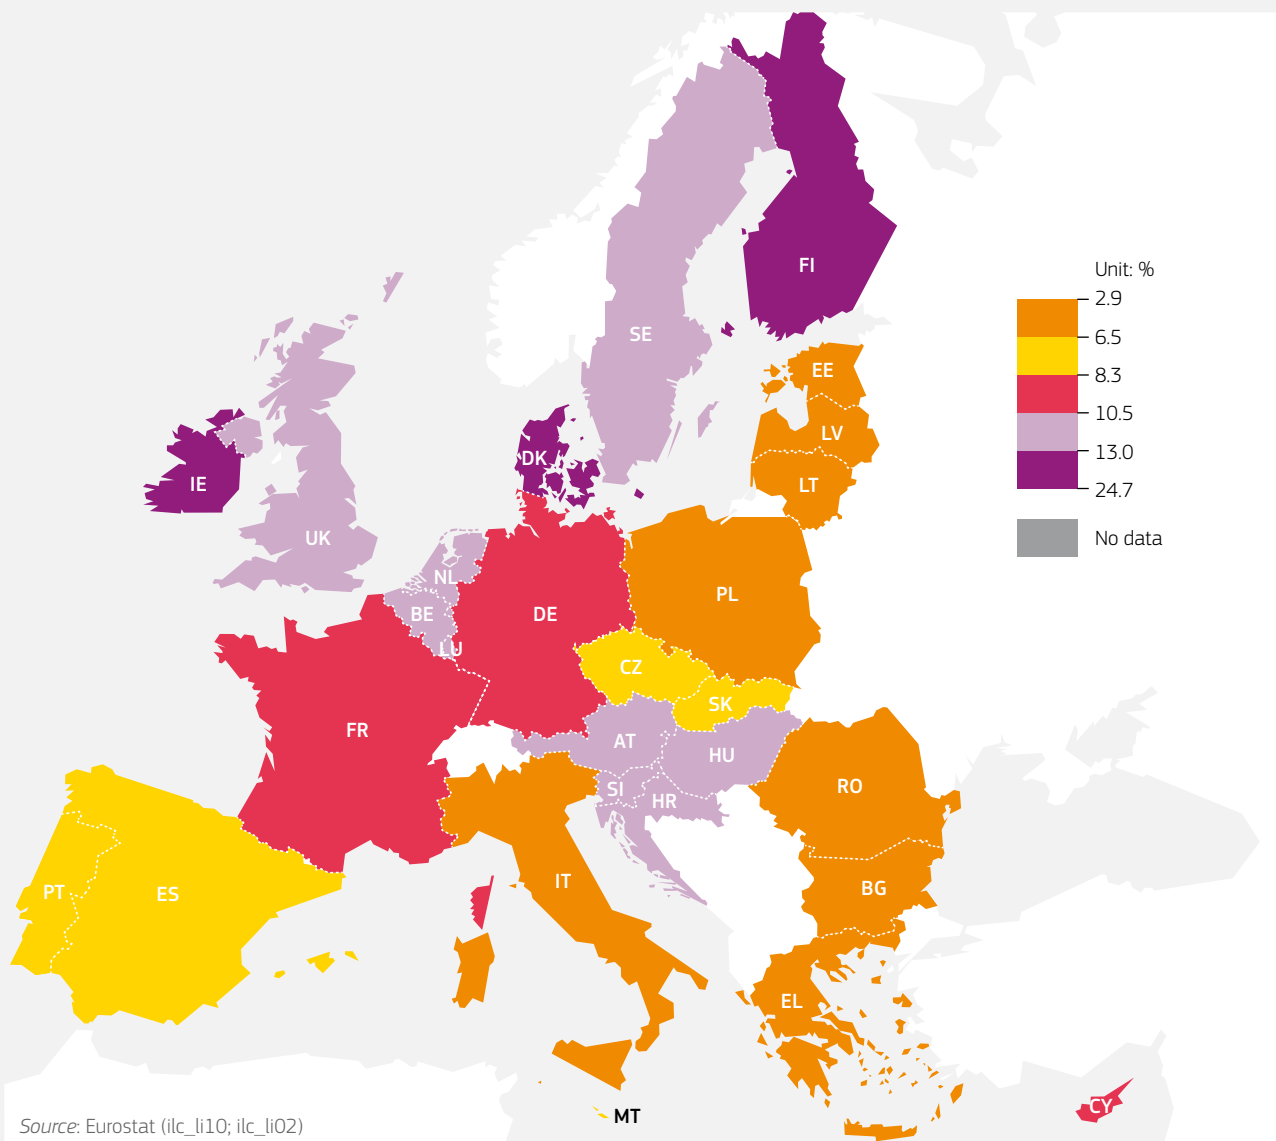 FI
Unit: %
2.9
SE
6.5
EE
8.3
10.5
LV
13.0
DK
IE
LT
24.7
UK
No data
NL
PL
BE
DE
LU
CZ
SK
FR
AT
HU
SI
HR
RO
IT
BG
PT
ES
EL
CY
MT
Source: Eurostat (ilc_li10; ilc_li02)